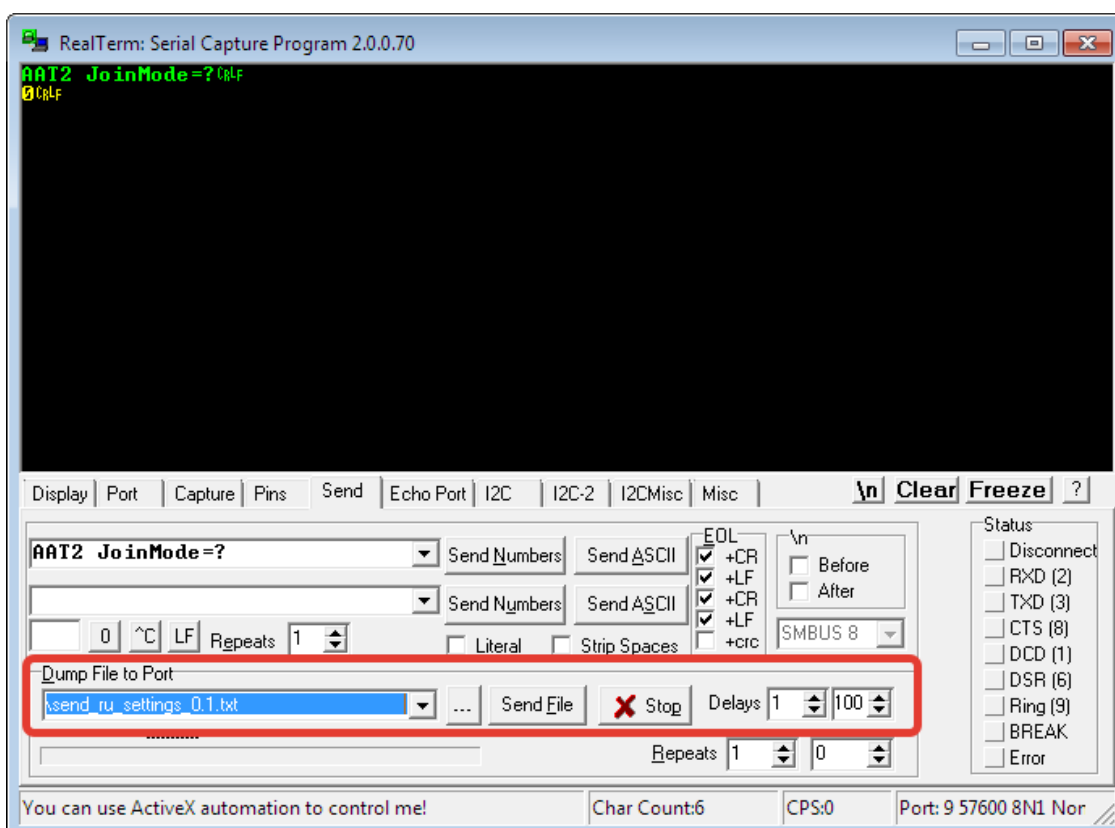 RealTerm: Serial Capture Program 2.0.0.70
AAT2 JoinMode=?CRLF
0CRLF
Display Port Capture Pins Send Echo Port I2C I2C-2 I2CMisc Misc \n Clear Freeze ?
EOL \n Status
AAT2 JoinMode=? Send Numbers Send ASCII +CR Before Disconnect
+LF After RXD (2)
Send Numbers Send ASCII +CR TXD (3)
+LF SMBUS 8 CTS (8)
0 ^C LF Repeats 1 Literal Strip Spaces +crc DCD (1)
Dump File to Port DSR (6)
\send_ru_settings_0.1.txt ... Send File Stop Delays 1 100 Ring (9)
BREAK
Repeats 1 0 Error
You can use ActiveX automation to control me! Char Count:6 CPS:0 Port: 9 57600 8N1 Nor